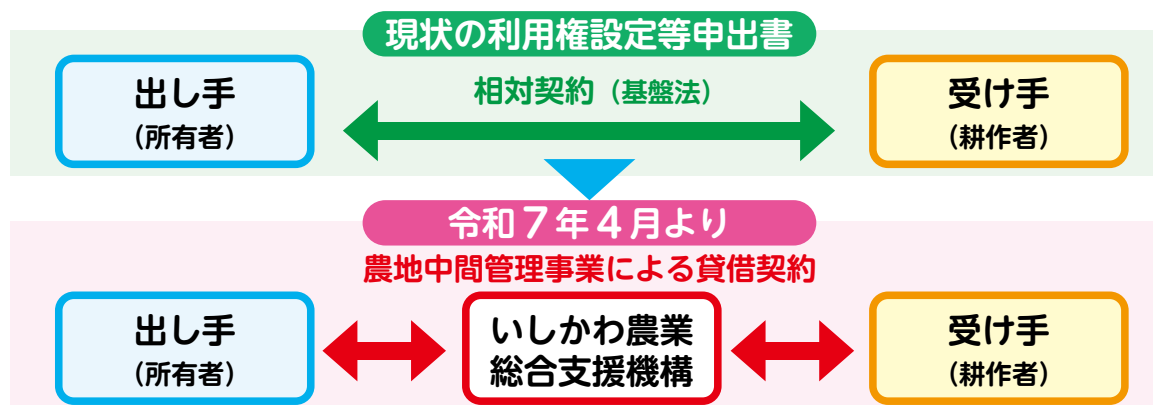 現状の利用権設定等申出書
出し手
(所有者)
相対契約(基盤法)
受け手
(耕作者)
令和7年4月より
農地中間管理事業による貸借契約
出し手
(所有者)
いしかわ農業
総合支援機構
受け手
(耕作者)